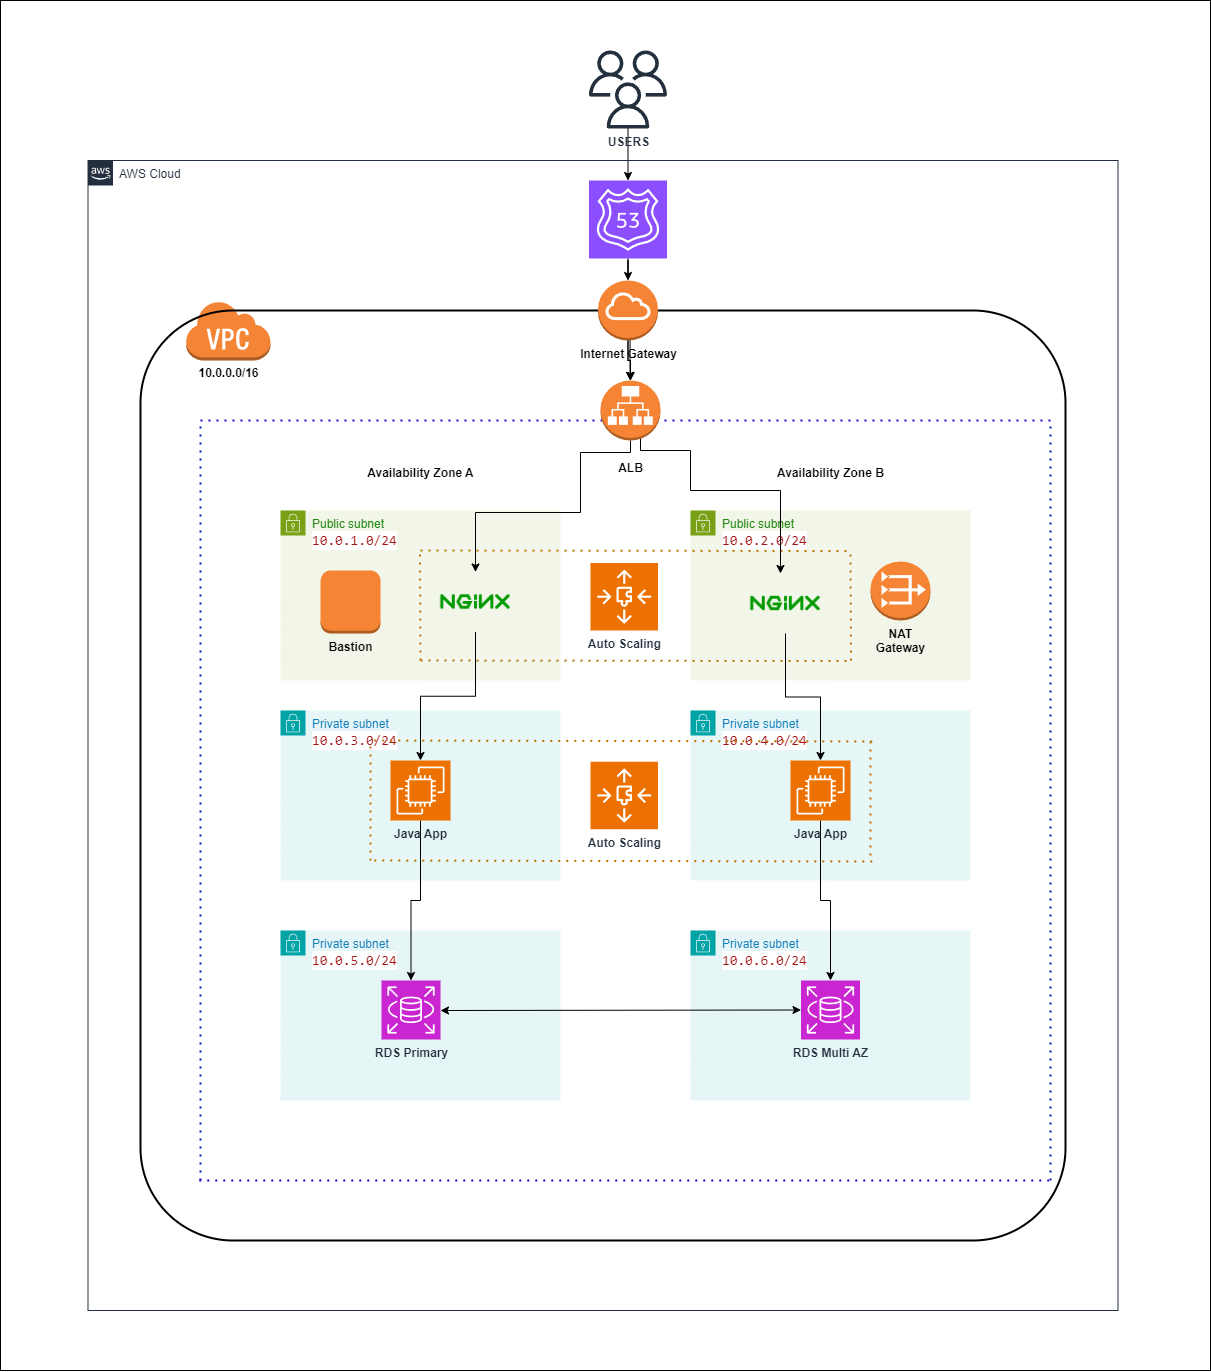 USERS
aws
AWS Cloud
53
VPC
10.0.0.0/16
Internet Gateway
ALB
Availability Zone A
Availability Zone B
Public subnet
10.0.1.0/24
Public subnet
10.0.2.0/24
Bastion
NGINX
Auto Scaling
NGINX
NAT
Gateway
Private subnet
10.0.3.0/24
Private subnet
10.0.4.0/24
Java App
Auto Scaling
Java App
Private subnet
10.0.5.0/24
Private subnet
10.0.6.0/24
RDS Primary
RDS Multi AZ